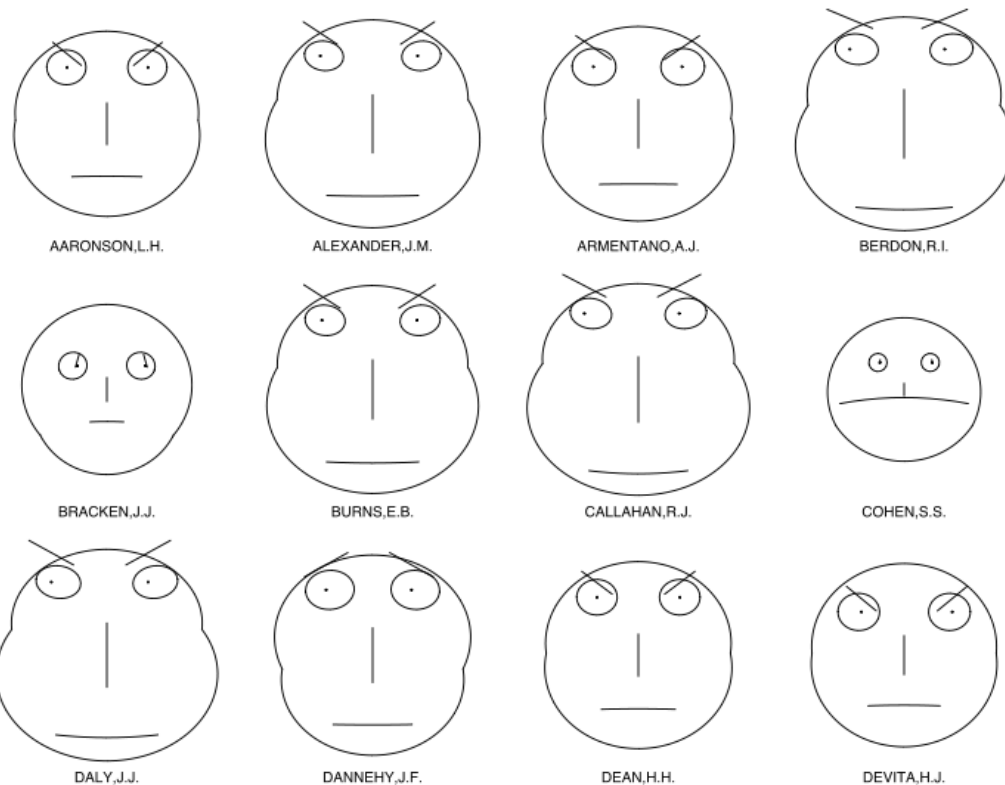 AARONSON,L.H.
ALEXANDER,J.M.
ARMENTANO,A.J.
BERDON,R.I.
BRACKEN,J.J.
BURNS,E.B.
CALLAHAN,R.J.
COHEN,S.S.
DALY,J.J.
DANNEHY,J.F.
DEAN,H.H.
DEVITA,H.J.